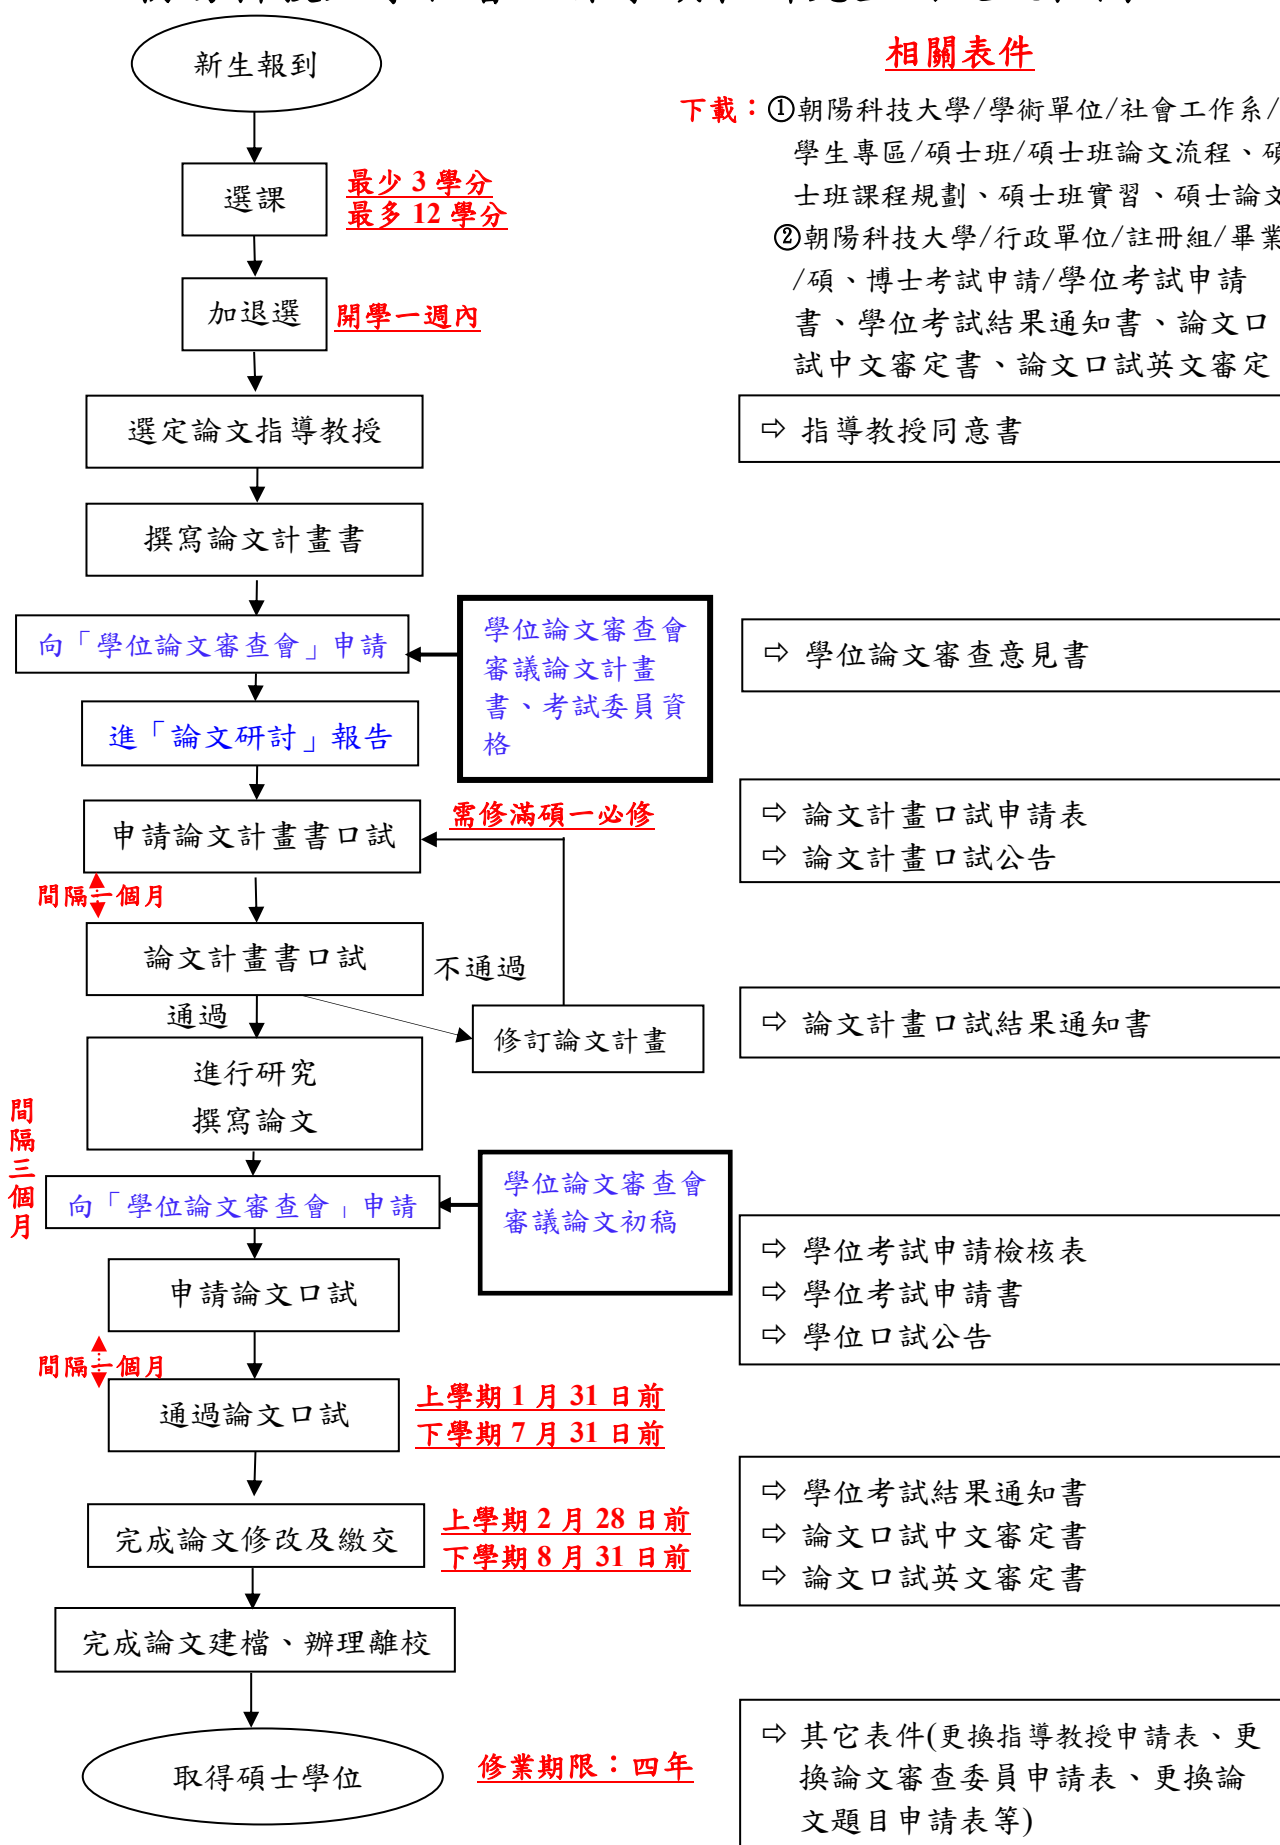 相關表件
新生報到
下載：①朝陽科技大學/學術單位/社會工作系/
學生專區/碩士班/碩士班論文流程、碩
士班課程規劃、碩士班實習、碩士論文
②朝陽科技大學/行政單位/註冊組/畢業
/碩、博士考試申請/學位考試申請
書、學位考試結果通知書、論文口
試中文審定書、論文口試英文審定
選課
最少 3 學分
最多 12 學分
加退選
開學一週內
選定論文指導教授
⇨ 指導教授同意書
撰寫論文計畫書
向「學位論文審查會」申請
學位論文審查會
審議論文計畫
書、考試委員資
格
⇨ 學位論文審查意見書
進「論文研討」報告
申請論文計畫書口試
需修滿碩一必修
⇨ 論文計畫口試申請表
⇨ 論文計畫口試公告
間隔一個月
論文計畫書口試
不通過
通過
修訂論文計畫
⇨ 論文計畫口試結果通知書
進行研究
撰寫論文
間隔三個月
向「學位論文審查會」申請
學位論文審查會
審議論文初稿
申請論文口試
⇨ 學位考試申請檢核表
⇨ 學位考試申請書
⇨ 學位口試公告
間隔一個月
通過論文口試
上學期 1 月 31 日前
下學期 7 月 31 日前
完成論文修改及繳交
上學期 2 月 28 日前
下學期 8 月 31 日前
⇨ 學位考試結果通知書
⇨ 論文口試中文審定書
⇨ 論文口試英文審定書
完成論文建檔、辦理離校
取得碩士學位
修業期限：四年
⇨ 其它表件(更換指導教授申請表、更
換論文審查委員申請表、更換論
文題目申請表等)